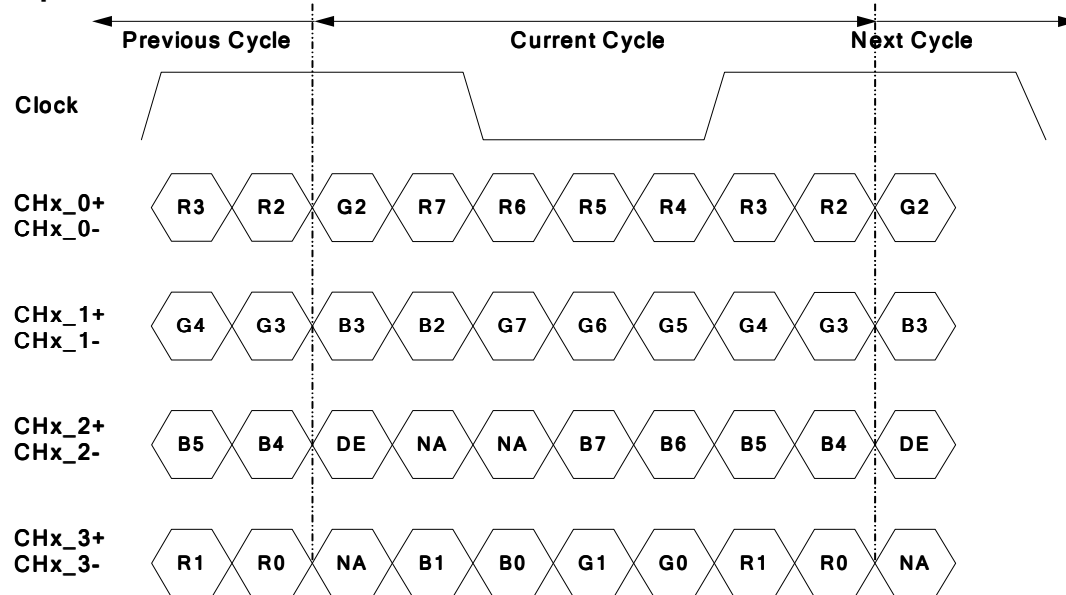 Previous Cycle Current Cycle Next Cycle
Clock
CHx_0+
CHx_0-
R3 R2 G2 R7 R6 R5 R4 R3 R2 G2
CHx_1+
CHx_1-
G4 G3 B3 B2 G7 G6 G5 G4 G3 B3
CHx_2+
CHx_2-
B5 B4 DE NA NA B7 B6 B5 B4 DE
CHx_3+
CHx_3-
R1 R0 NA B1 B0 G1 G0 R1 R0 NA